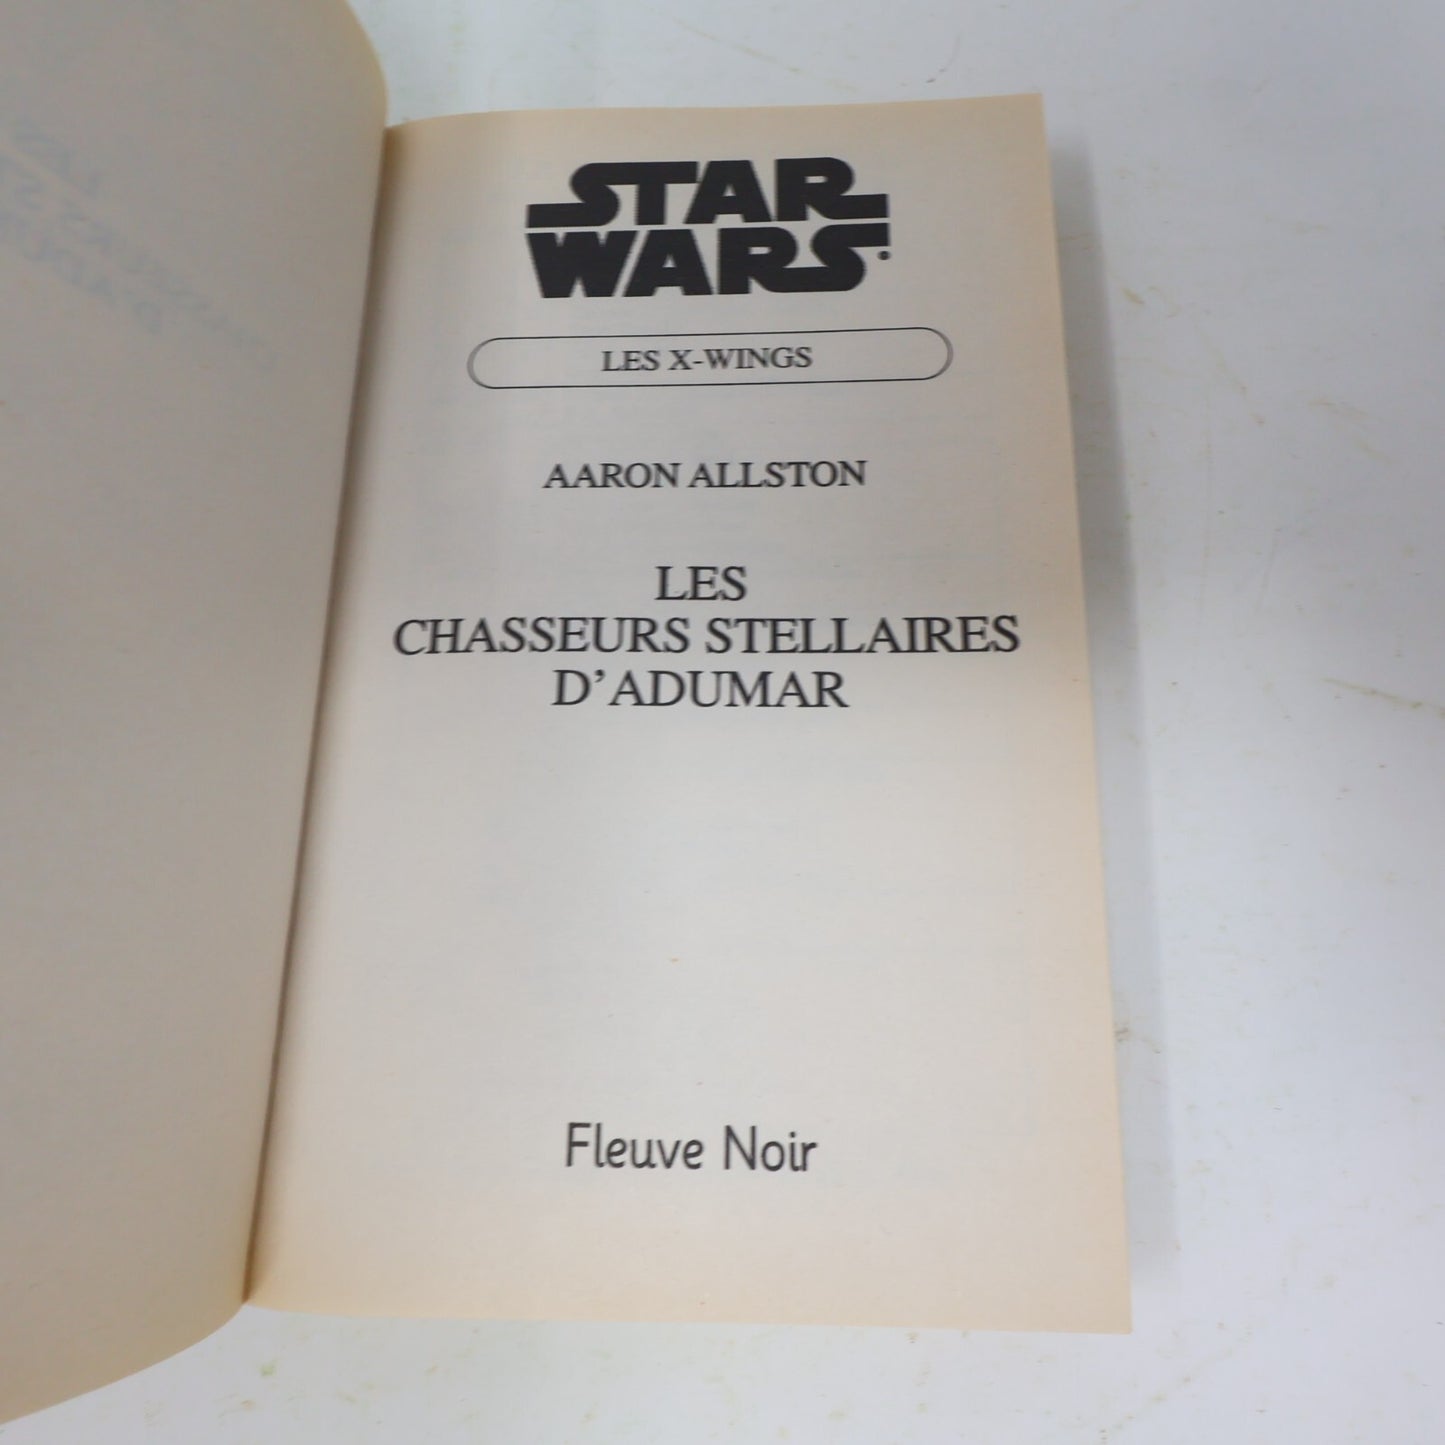 STAR
WARS
LES X-WINGS
AARON ALLSTON
LES
CHASSEURS STELLAIRES
D'ADUMAR
Fleuve Noir